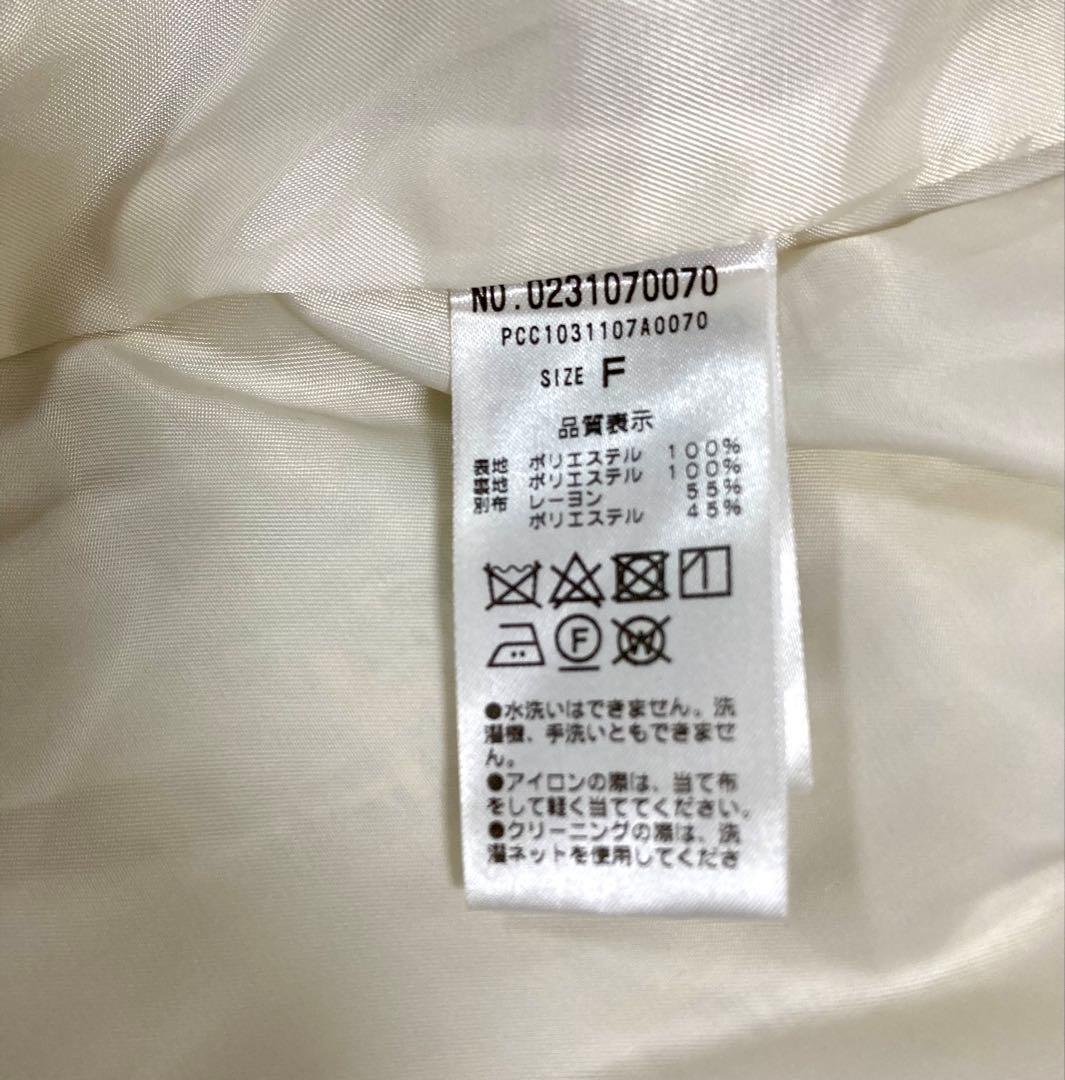 NO.0231070070
PCC1031107A0070
SIZE F
品質表示
表地 ポリエステル 100%
裏地 ポリエステル 100%
別布 レーヨン 55%
ポリエステル 45%
F W
●水洗いはできません。洗
濯機、手洗いともできませ
ん。
●アイロンの際は、当て布
をして軽く当ててください。
●クリーニングの際は、洗
濯ネットを使用してくださ